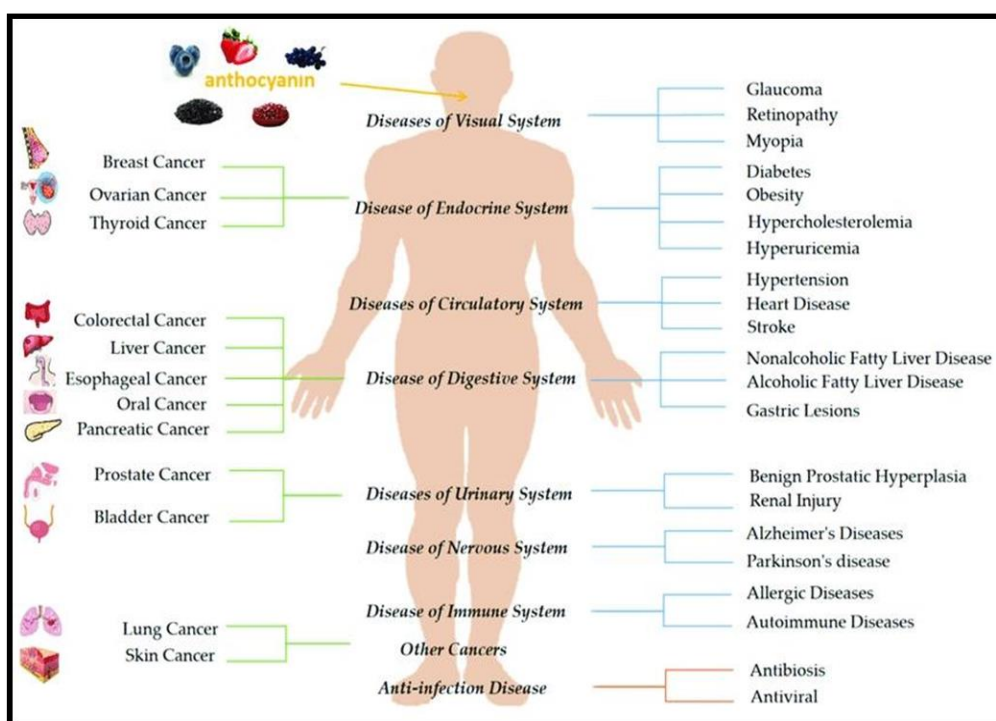 anthocyanin
Diseases of Visual System
Glaucoma
Retinopathy
Myopia
Breast Cancer
Ovarian Cancer
Thyroid Cancer
Disease of Endocrine System
Diabetes
Obesity
Hypercholesterolemia
Hyperuricemia
Diseases of Circulatory System
Hypertension
Heart Disease
Stroke
Colorectal Cancer
Liver Cancer
Esophageal Cancer
Oral Cancer
Pancreatic Cancer
Disease of Digestive System
Nonalcoholic Fatty Liver Disease
Alcoholic Fatty Liver Disease
Gastric Lesions
Prostate Cancer
Bladder Cancer
Diseases of Urinary System
Benign Prostatic Hyperplasia
Renal Injury
Disease of Nervous System
Alzheimer's Diseases
Parkinson's disease
Disease of Immune System
Allergic Diseases
Autoimmune Diseases
Lung Cancer
Skin Cancer
Other Cancers
Anti-infection Disease
Antibiosis
Antiviral